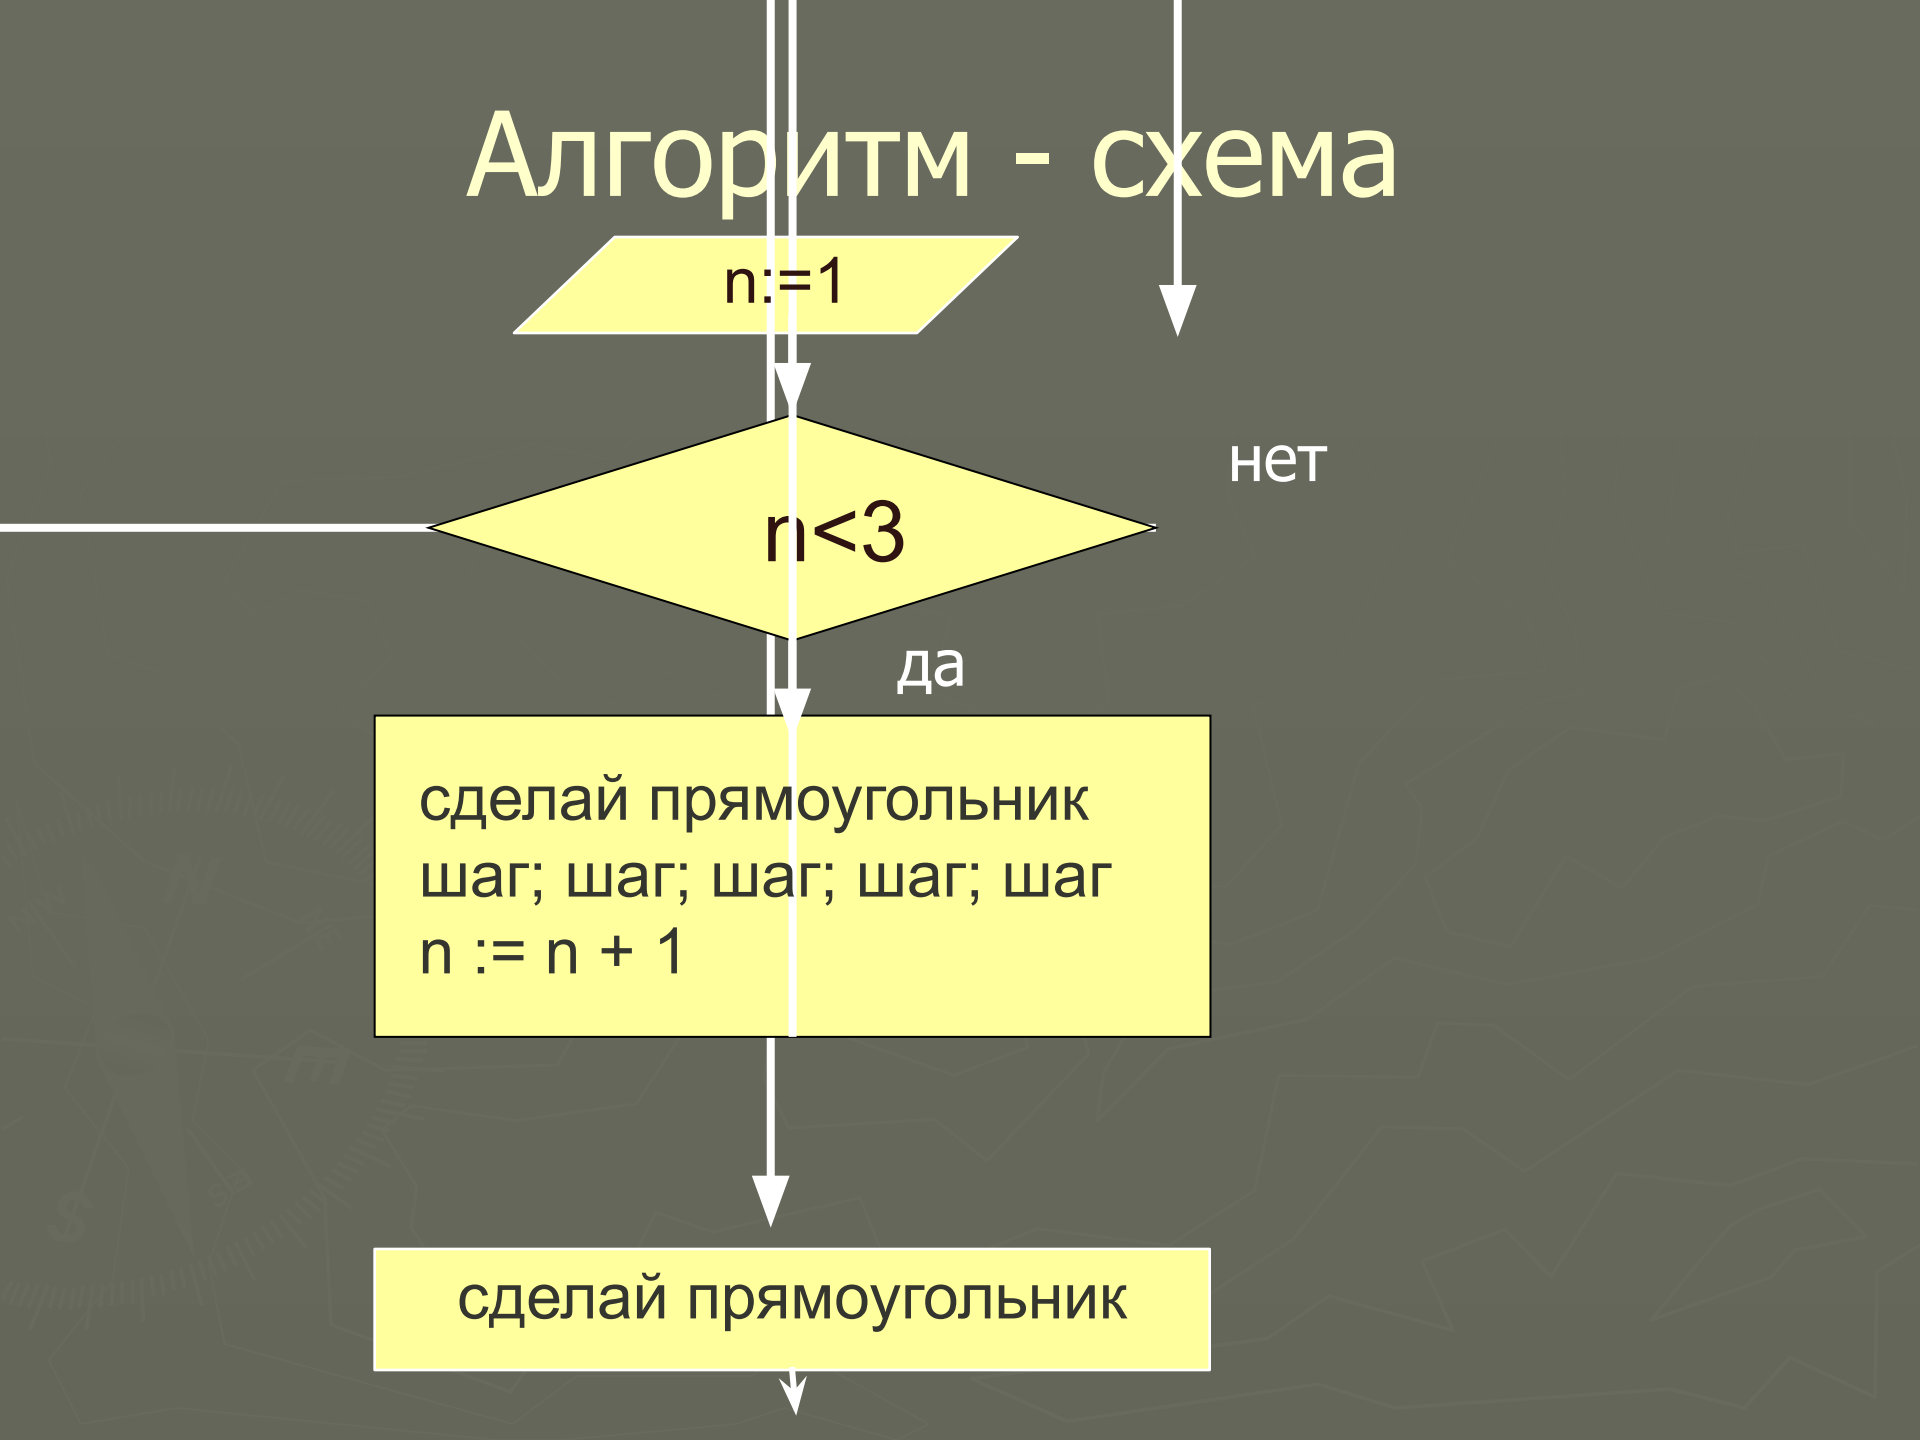 Алгоритм - схема
n:=1
n<3
нет
да
сделай прямоугольник
шаг; шаг; шаг; шаг; шаг
n := n + 1
сделай прямоугольник
N
S